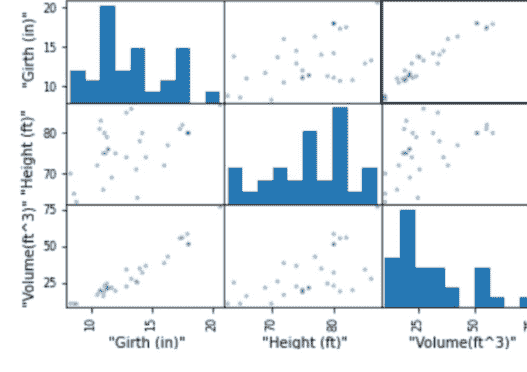 20
15
10
"Girth (in)"
80
70
"Height (ft)"
75
50
25
"Volume(ft^3)"
10 15 20 70 80 25 50
"Girth (in)" "Height (ft)" "Volume(ft^3)"